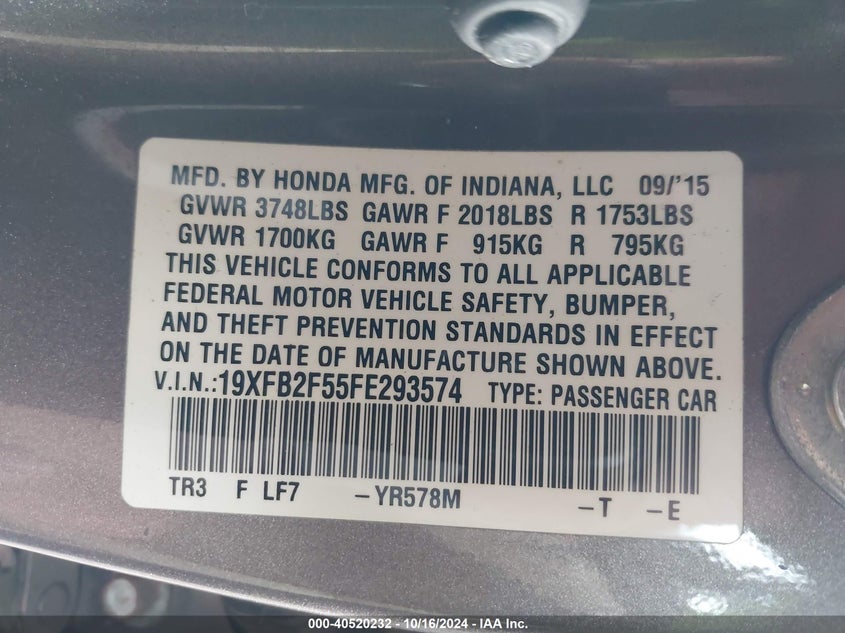 MFD. BY HONDA MFG. OF INDIANA, LLC 09/'15
GVWR 3748LBS GAWR F 2018LBS R 1753LBS
GVWR 1700KG GAWR F 915KG R 795KG
THIS VEHICLE CONFORMS TO ALL APPLICABLE
FEDERAL MOTOR VEHICLE SAFETY, BUMPER,
AND THEFT PREVENTION STANDARDS IN EFFECT
ON THE DATE OF MANUFACTURE SHOWN ABOVE.
V.I.N.:19XFB2F55FE293574 TYPE: PASSENGER CAR
TR3 F LF7 -YR578M -T -E
000-40520232 - 10/16/2024 - IAA Inc.